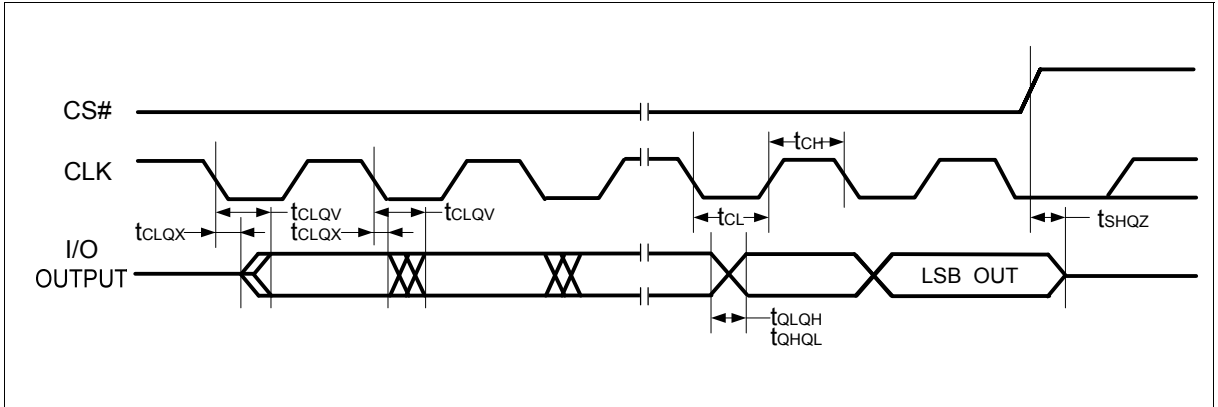 CS#
CLK
tCH
tCLQV
tCLQV
tCL
tSHQZ
tCLQX
tCLQX
I/O
OUTPUT
LSB OUT
tQLQH
tQHQL